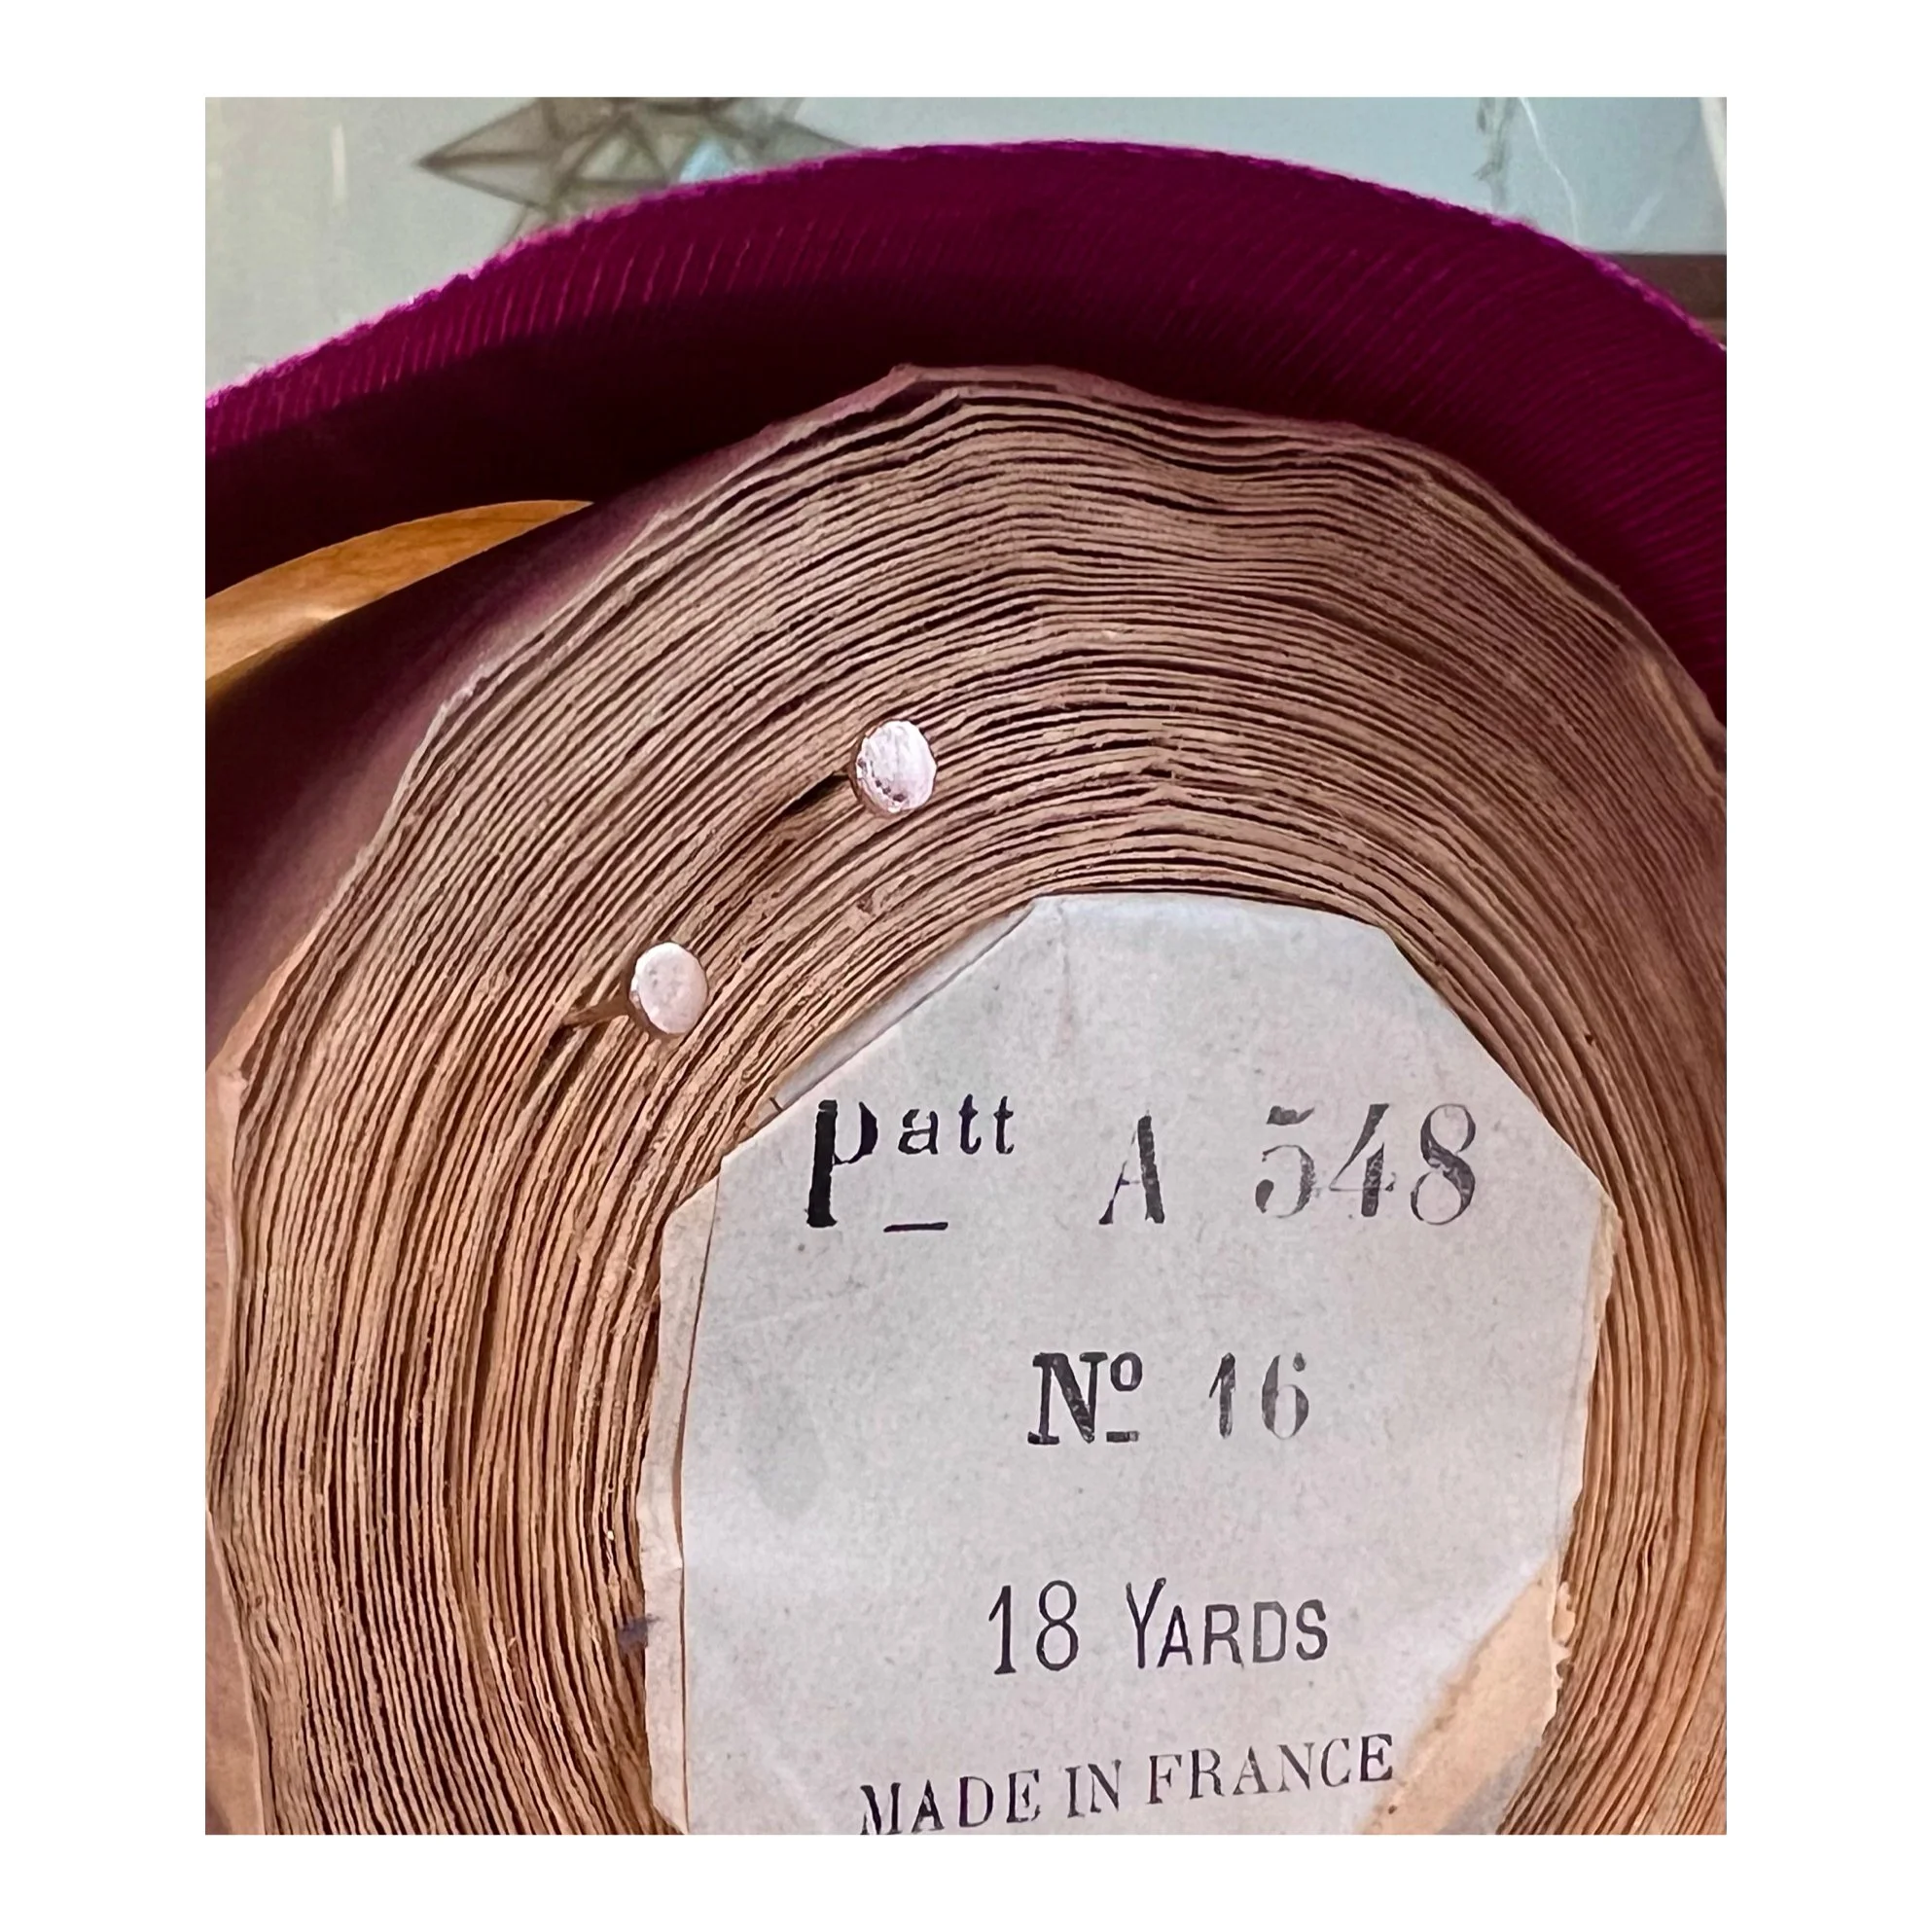 Patt A 548
Nº 16
18 YARDS
MADE IN FRANCE